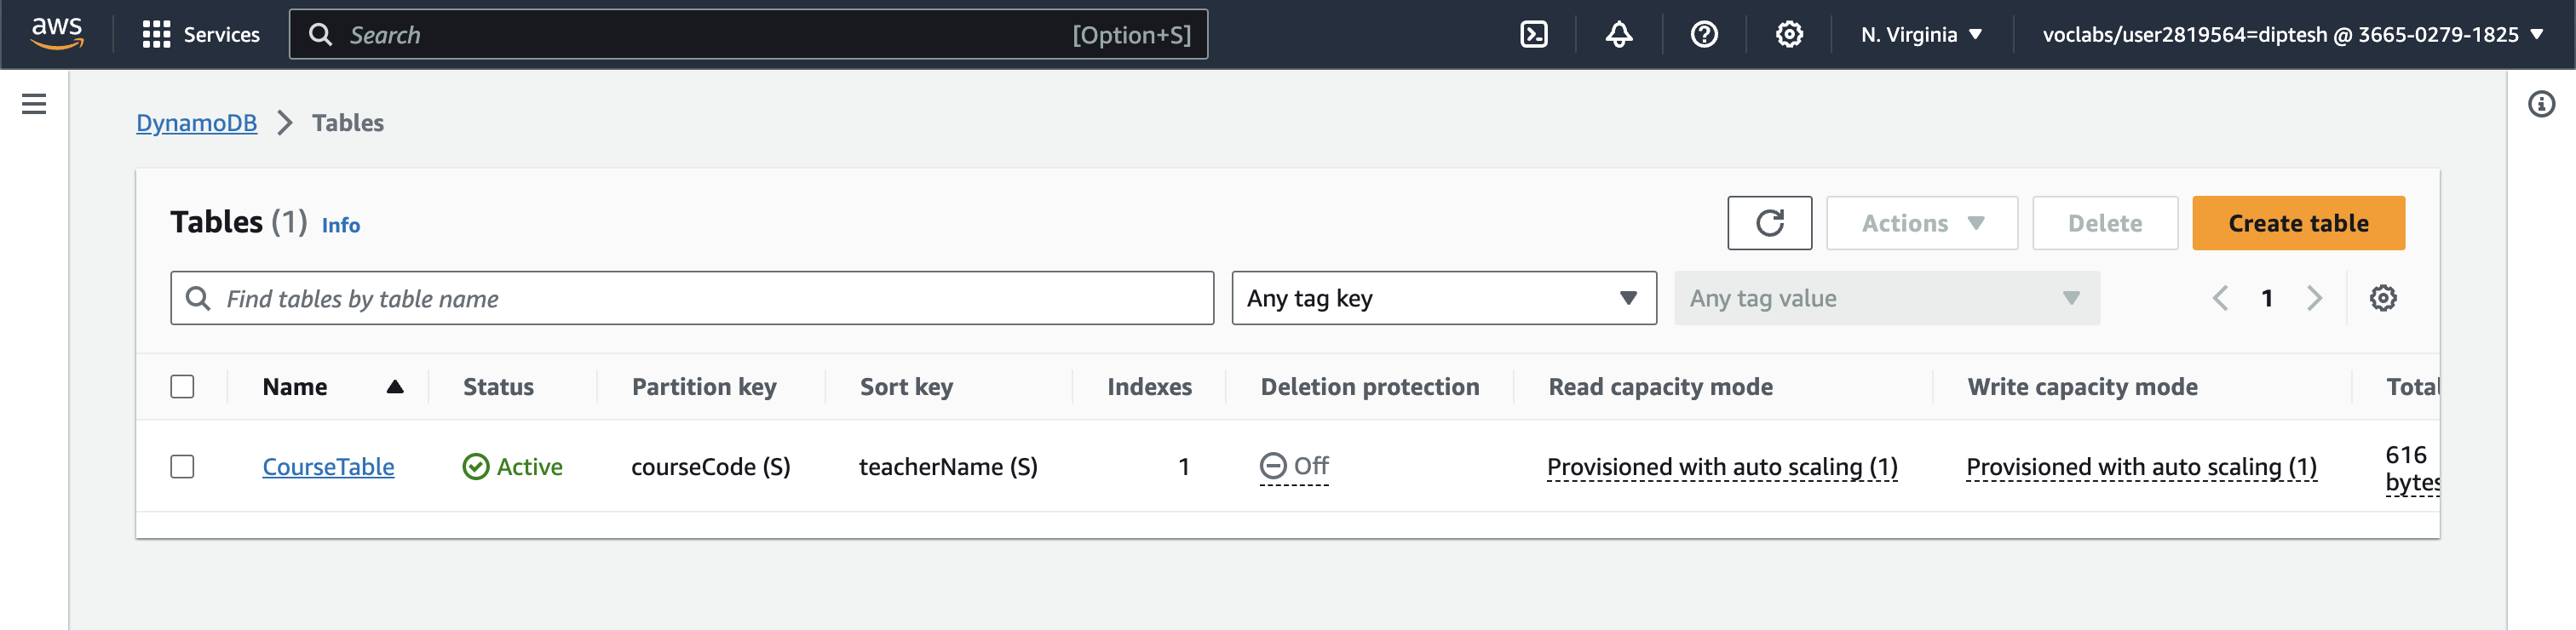 aws Services Search [Option+S] N. Virginia voclabs/user2819564=diptesh @ 3665-0279-1825
DynamoDB Tables
Tables (1) Info Actions Delete Create table
Find tables by table name Any tag key Any tag value 1
Name Status Partition key Sort key Indexes Deletion protection Read capacity mode Write capacity mode Total
CourseTable Active courseCode (S) teacherName (S) 1 Off Provisioned with auto scaling (1) Provisioned with auto scaling (1) 616
bytes